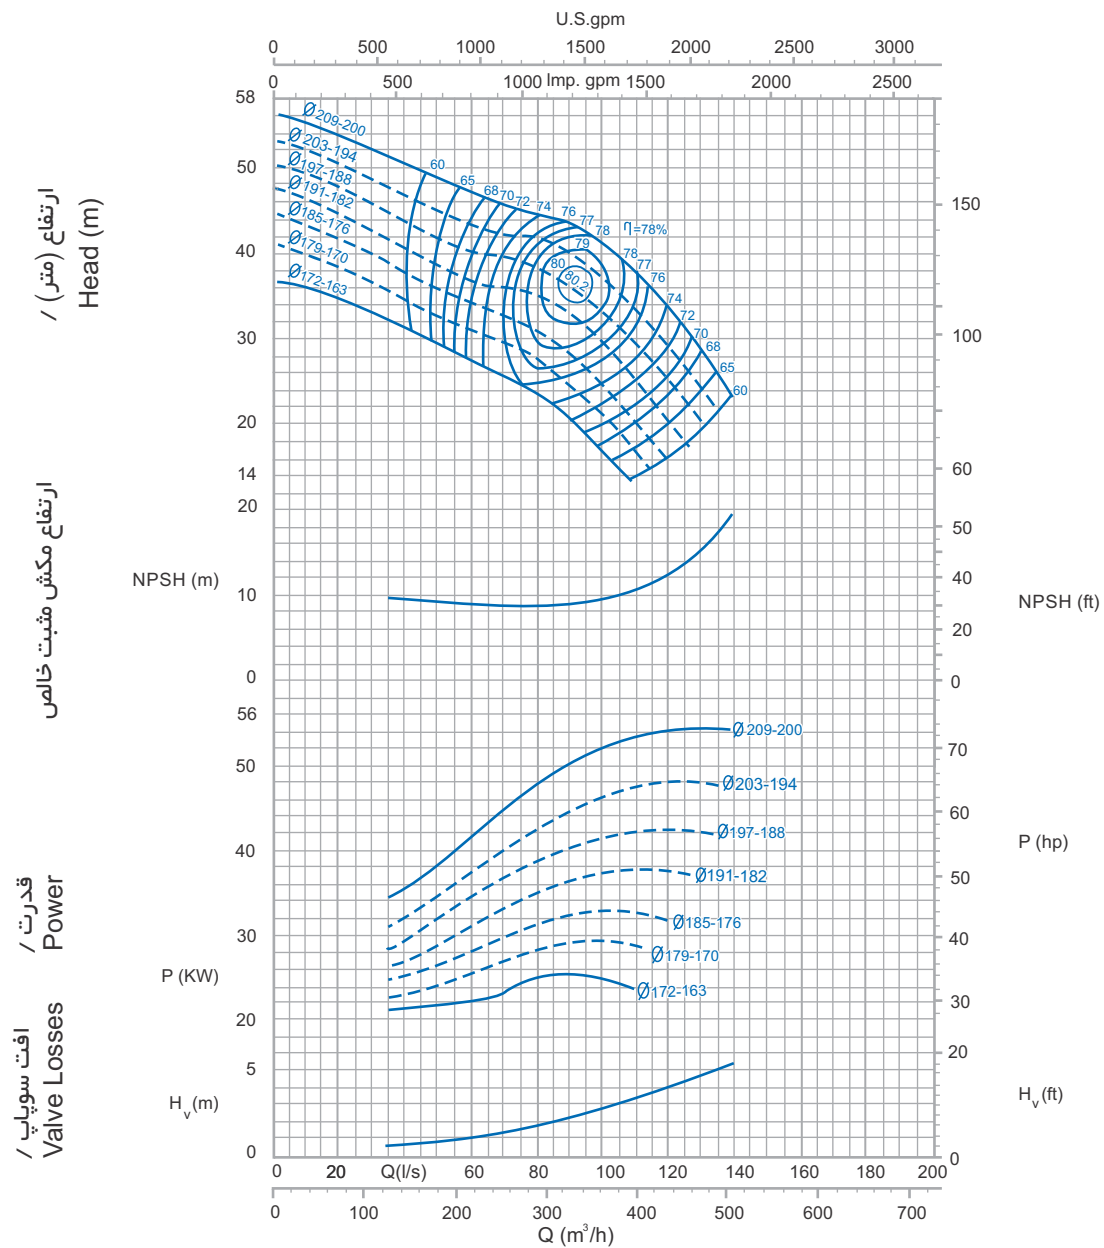 U.S.gpm
0 500 1000 1500 2000 2500 3000
0 500 1000 Imp. gpm 1500 2000 2500
58
50
40
30
20
14
ارتفاع (متر) /
Head (m)
150
100
60
Ø209-200
Ø203-194
Ø197-188
Ø191-182
Ø185-176
Ø179-170
Ø172-163
60
65
68
70
72
74
76
77
78
η=78%
79
80
80.2
78
77
76
74
72
70
68
65
60
ارتفاع مکش مثبت خالص
NPSH (m)
20
10
0
50
40
20
0
NPSH (ft)
56
50
40
30
20
قدرت /
Power
P (KW)
Ø209-200
Ø203-194
Ø197-188
Ø191-182
Ø185-176
Ø179-170
Ø172-163
70
60
50
40
30
P (hp)
افت سوپاپ /
Valve Losses
Hv(m)
5
0
20
0
Hv(ft)
0 20 Q(l/s) 60 80 100 120 140 160 180 200
0 100 200 300 400 500 600 700
Q (m³/h)